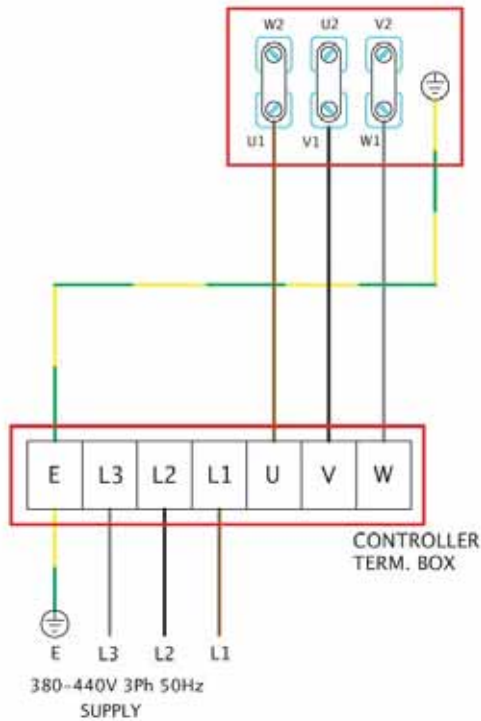 W2 U2 V2
U1 V1 W1
E L3 L2 L1 U V W
CONTROLLER
TERM. BOX
E L3 L2 L1
380-440V 3Ph 50Hz
SUPPLY